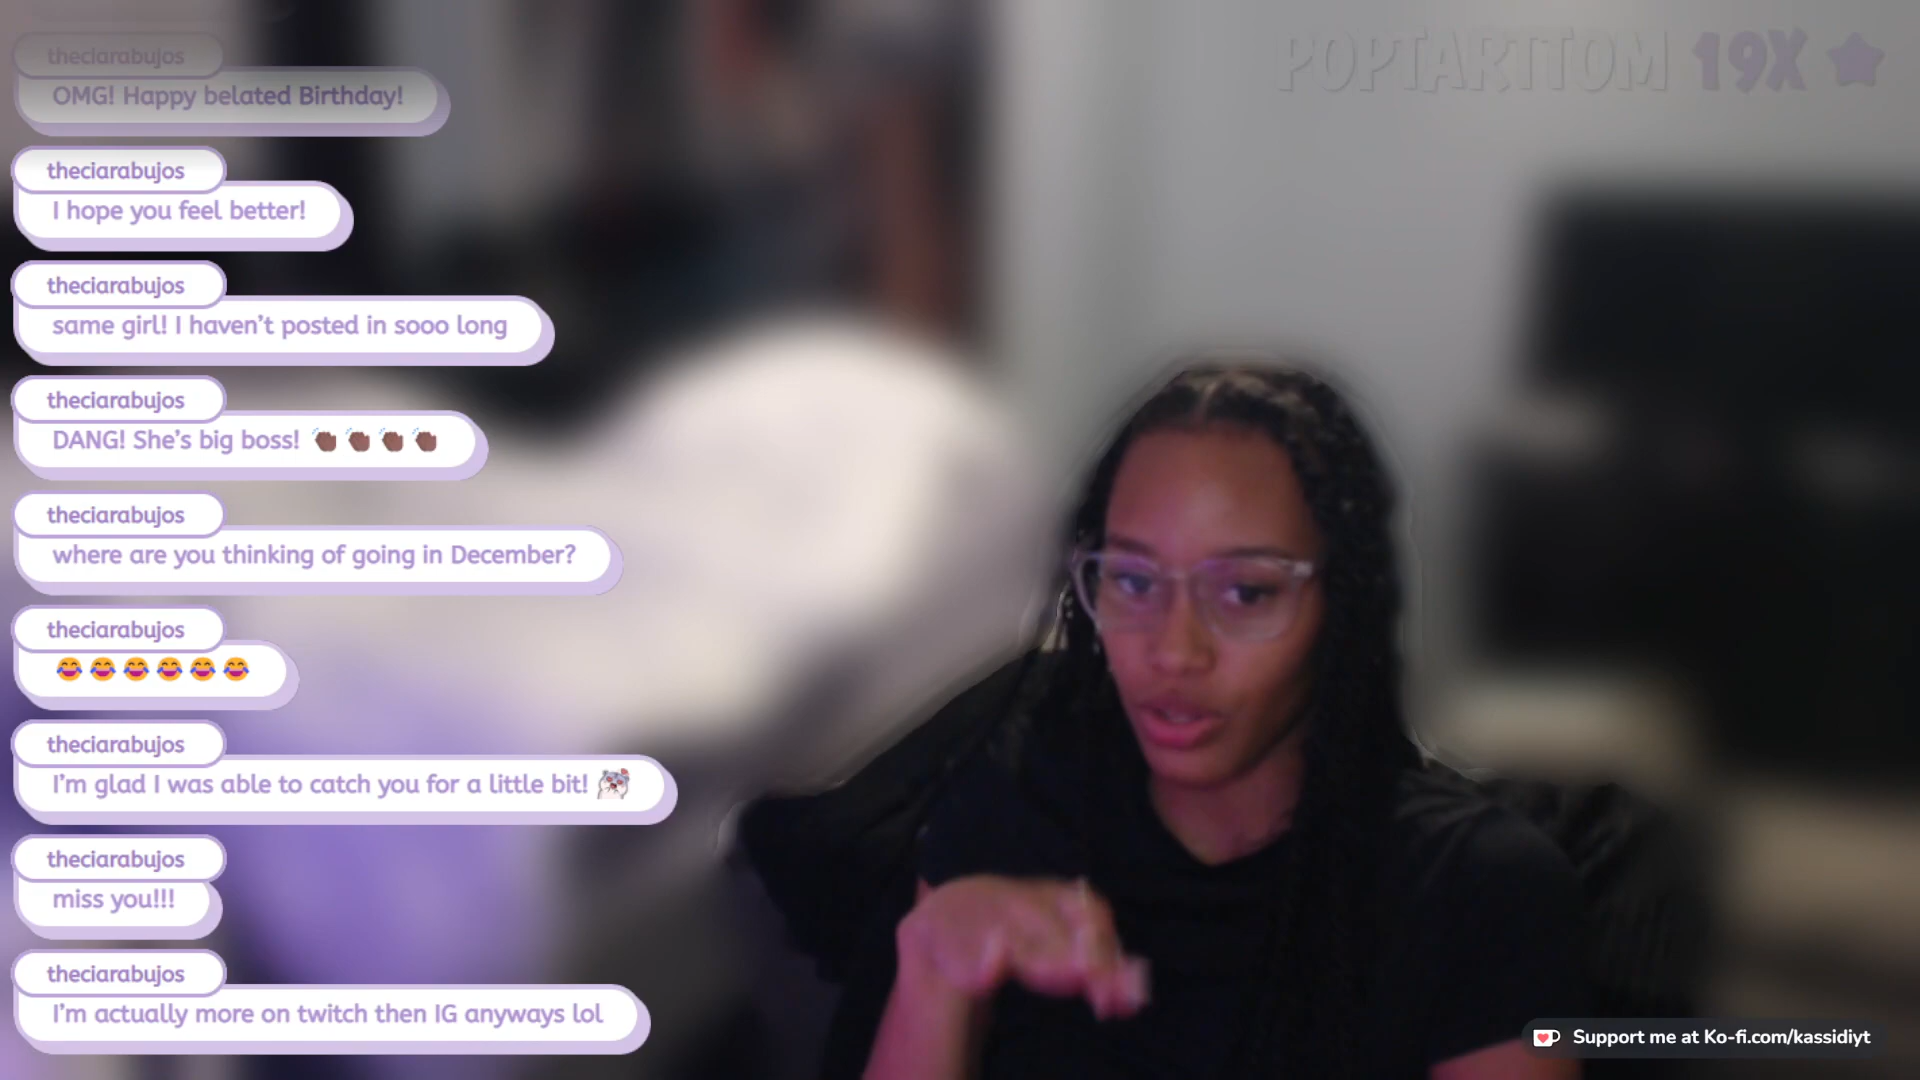 theciarabujos
OMG! Happy belated Birthday!
theciarabujos
I hope you feel better!
theciarabujos
same girl! I haven't posted in sooo long
theciarabujos
DANG! She's big boss! 👏🏿 👏🏿 👏🏿 👏🏿
theciarabujos
where are you thinking of going in December?
theciarabujos
😂 😂 😂 😂 😂 😂
theciarabujos
I'm glad I was able to catch you for a little bit!
theciarabujos
miss you!!!
theciarabujos
I'm actually more on twitch then IG anyways lol
POPTARTTOM 19X
Support me at Ko-fi.com/kassidiyt